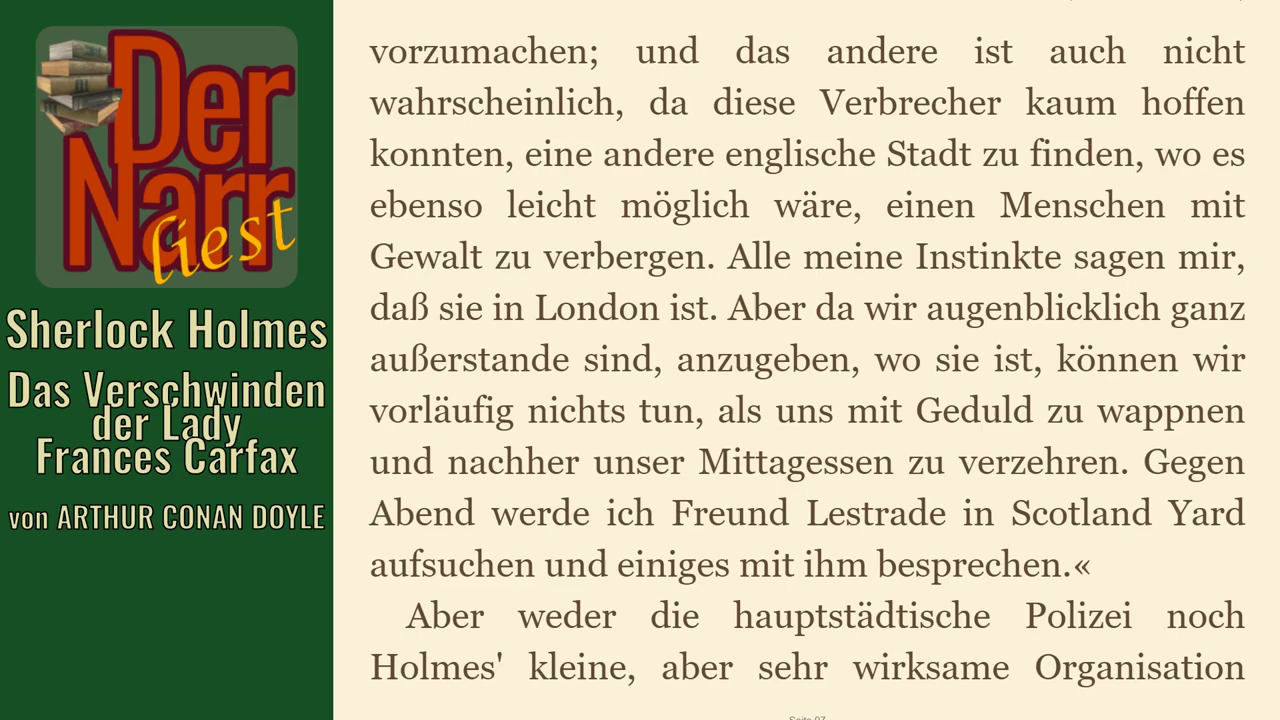 Der
Narr
liest
Sherlock Holmes
Das Verschwinden
der Lady
Frances Carfax
von ARTHUR CONAN DOYLE
vorzumachen; und das andere ist auch nicht
wahrscheinlich, da diese Verbrecher kaum hoffen
konnten, eine andere englische Stadt zu finden, wo es
ebenso leicht möglich wäre, einen Menschen mit
Gewalt zu verbergen. Alle meine Instinkte sagen mir,
daß sie in London ist. Aber da wir augenblicklich ganz
außerstande sind, anzugeben, wo sie ist, können wir
vorläufig nichts tun, als uns mit Geduld zu wappnen
und nachher unser Mittagessen zu verzehren. Gegen
Abend werde ich Freund Lestrade in Scotland Yard
aufsuchen und einiges mit ihm besprechen.«
Aber weder die hauptstädtische Polizei noch
Holmes' kleine, aber sehr wirksame Organisation